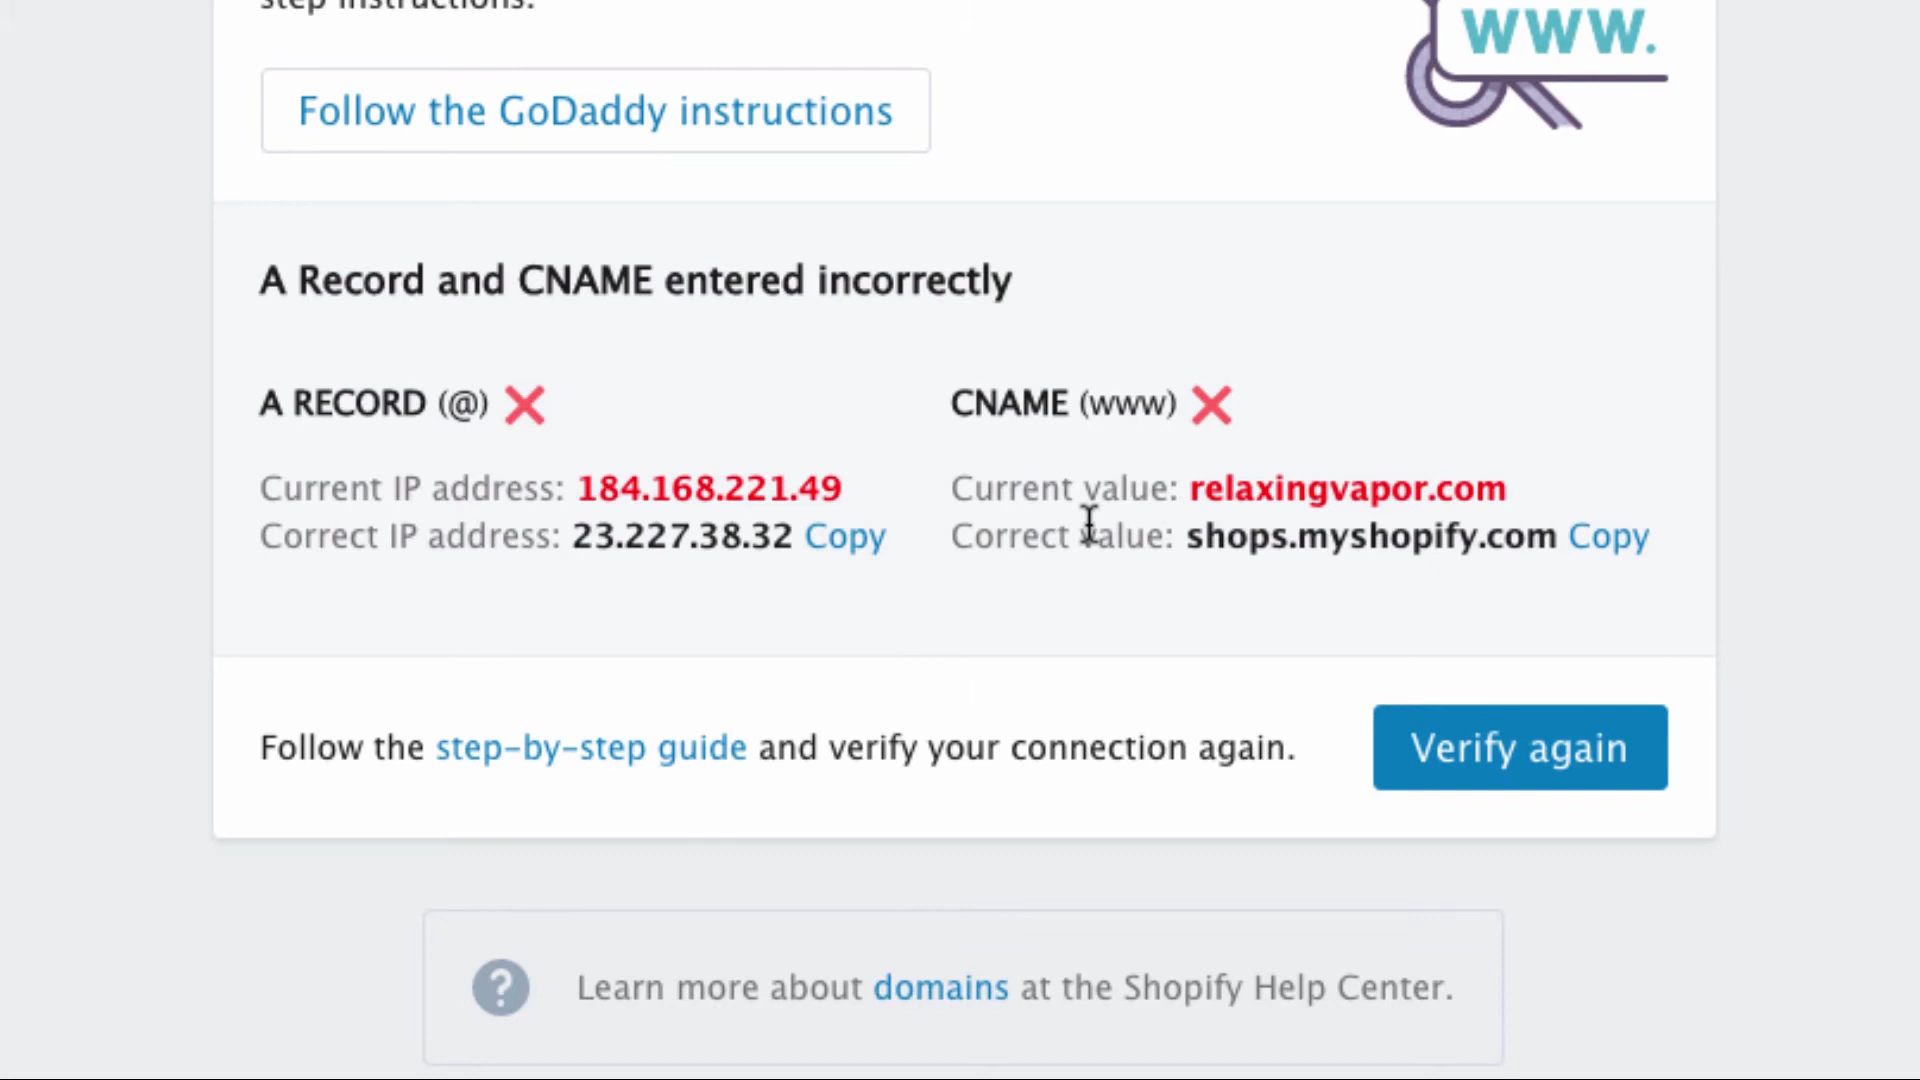 step instructions.
www.
Follow the GoDaddy instructions
A Record and CNAME entered incorrectly
A RECORD (@)
CNAME (www)
Current IP address: 184.168.221.49
Correct IP address: 23.227.38.32 Copy
Current value: relaxingvapor.com
Correct value: shops.myshopify.com Copy
Follow the step-by-step guide and verify your connection again.
Verify again
? Learn more about domains at the Shopify Help Center.